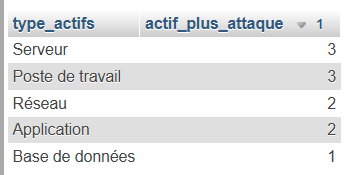 type_actifs actif_plus_attaque 1
Serveur 3
Poste de travail 3
Réseau 2
Application 2
Base de données 1